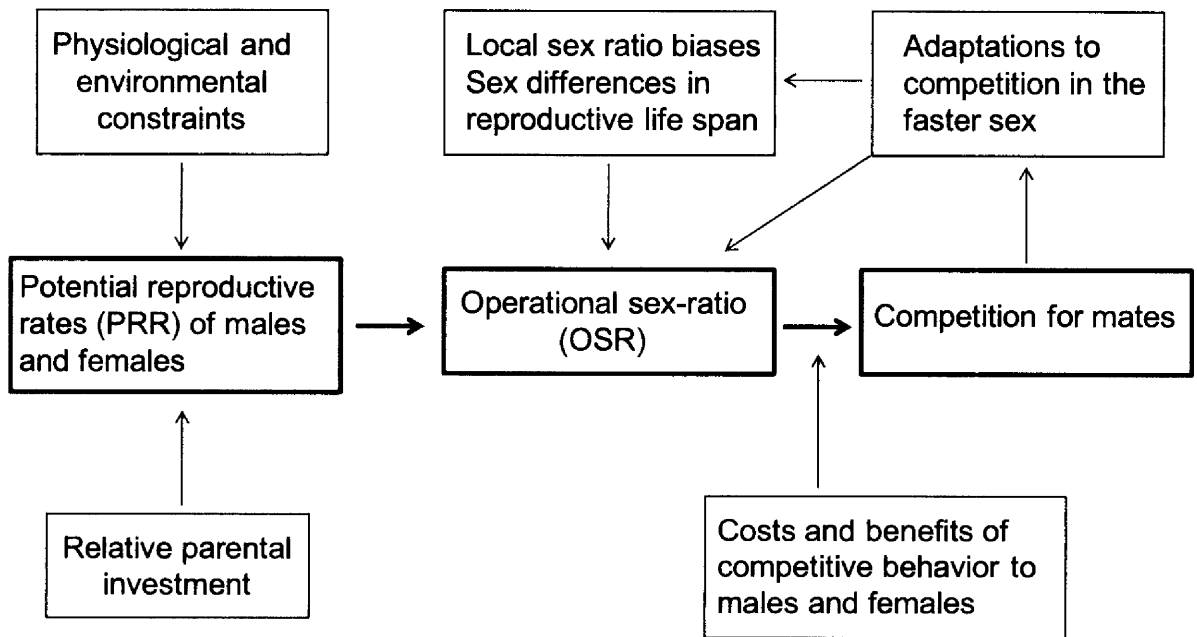 Physiological and
environmental
constraints
Local sex ratio biases
Sex differences in
reproductive life span
Adaptations to
competition in the
faster sex
Potential reproductive
rates (PRR) of males
and females
Operational sex-ratio
(OSR)
Competition for mates
Relative parental
investment
Costs and benefits of
competitive behavior to
males and females